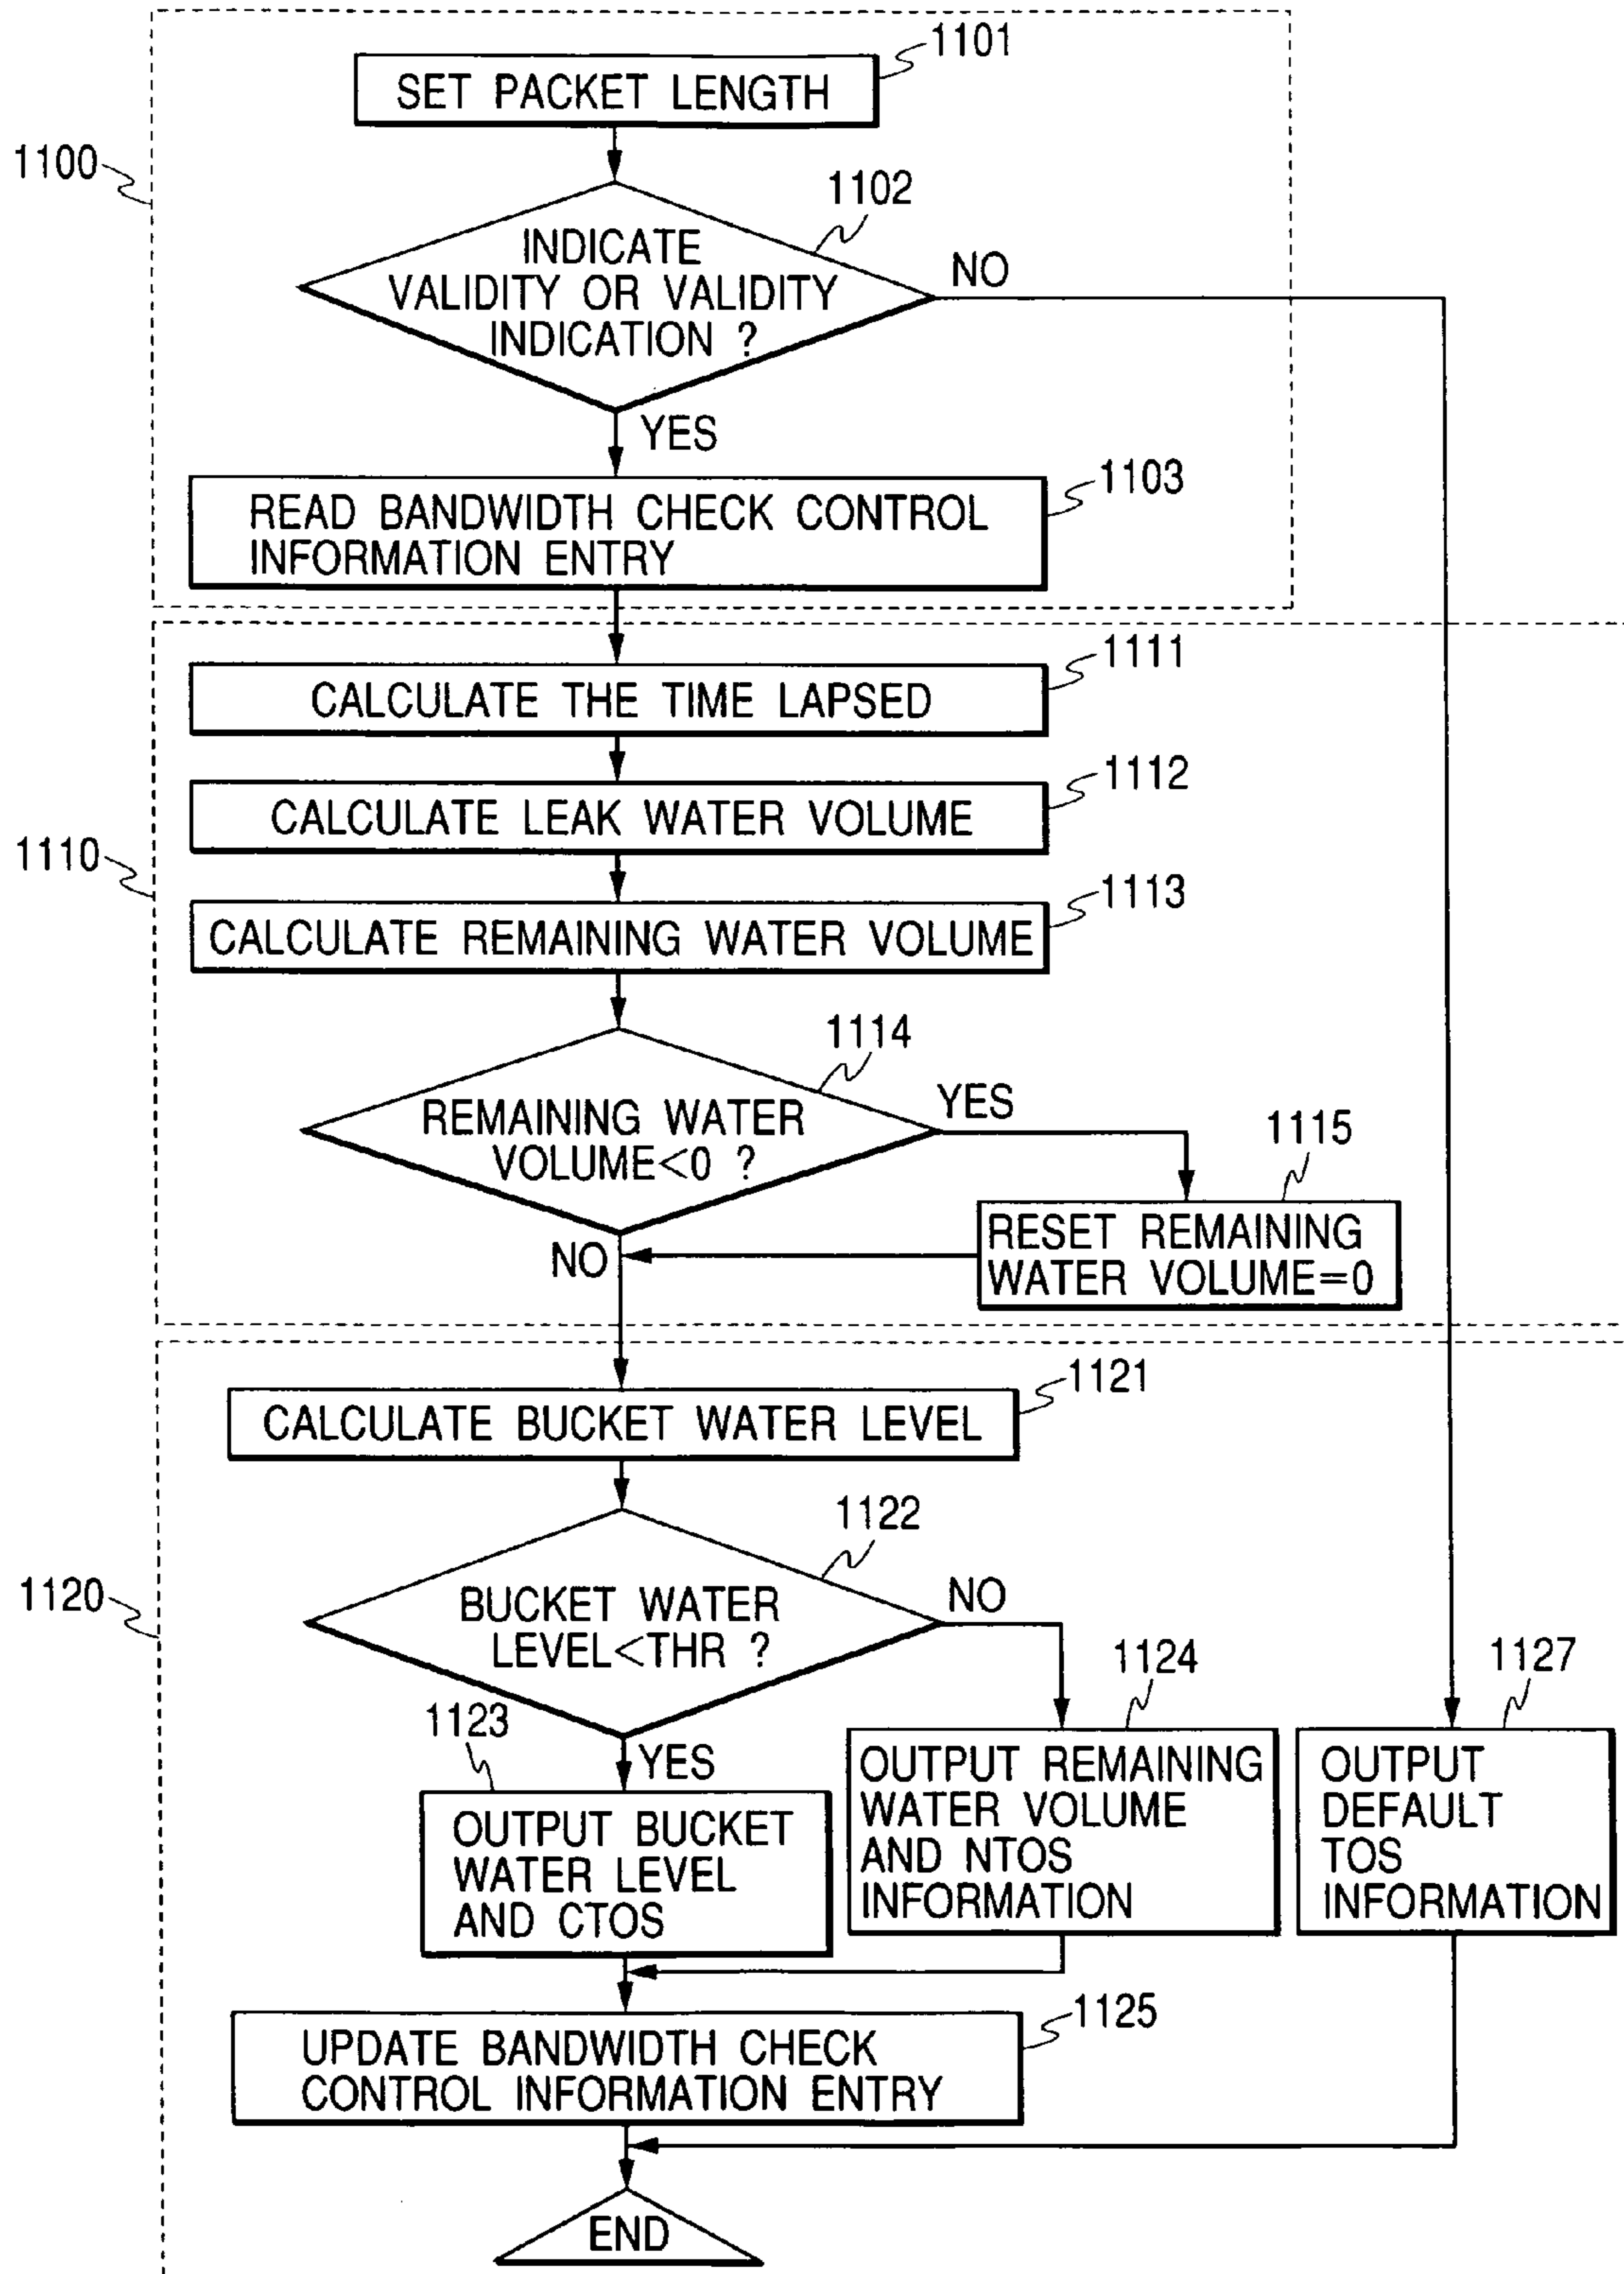 1101
SET PACKET LENGTH
1100
1102
INDICATE
VALIDITY OR VALIDITY
INDICATION ?
NO
YES
1103
READ BANDWIDTH CHECK CONTROL
INFORMATION ENTRY
1111
CALCULATE THE TIME LAPSED
1112
CALCULATE LEAK WATER VOLUME
1110
1113
CALCULATE REMAINING WATER VOLUME
1114
REMAINING WATER
VOLUME<0 ?
YES
1115
RESET REMAINING
WATER VOLUME=0
NO
1121
CALCULATE BUCKET WATER LEVEL
1122
1120
BUCKET WATER
LEVEL<THR ?
NO
1124
1127
1123
YES
OUTPUT BUCKET
WATER LEVEL
AND CTOS
OUTPUT REMAINING
WATER VOLUME
AND NTOS
INFORMATION
OUTPUT
DEFAULT
TOS
INFORMATION
1125
UPDATE BANDWIDTH CHECK
CONTROL INFORMATION ENTRY
END